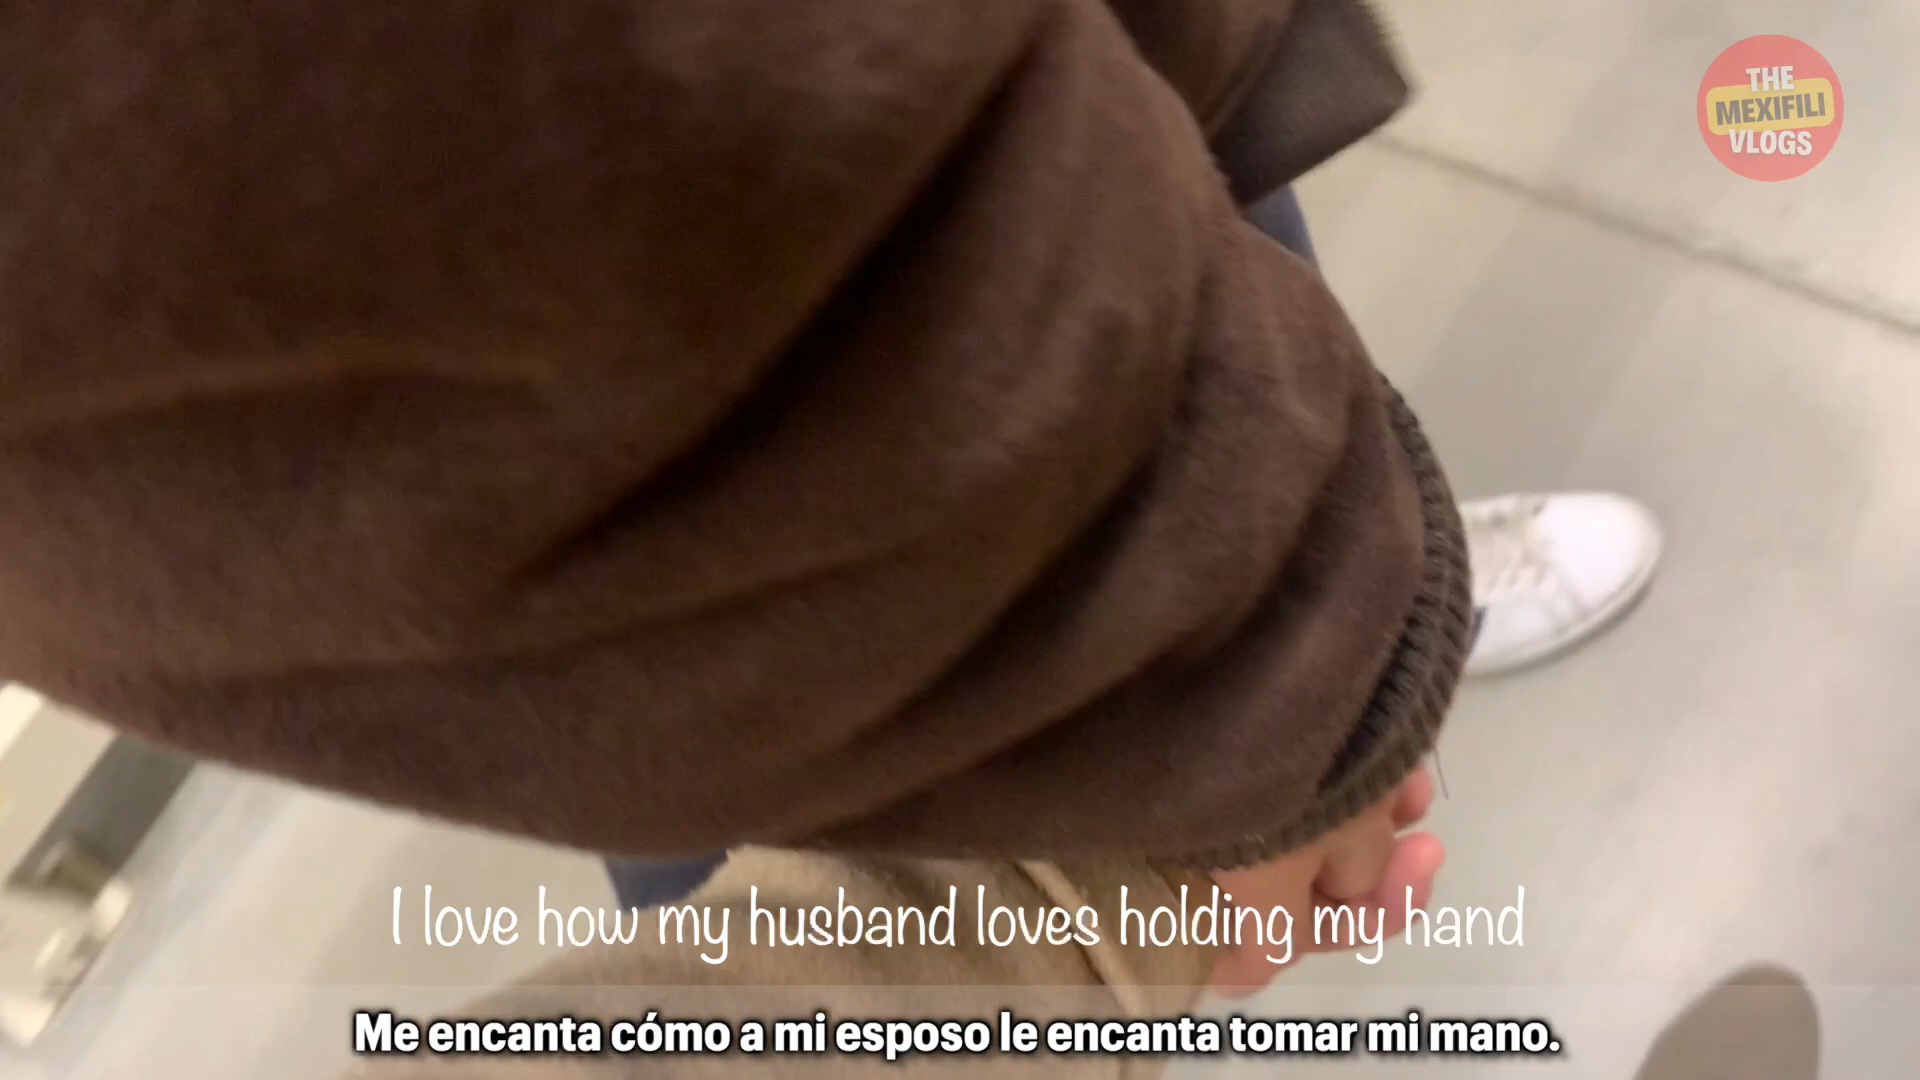 THE
MEXIFILI
VLOGS
I love how my husband loves holding my hand
Me encanta cómo a mi esposo le encanta tomar mi mano.